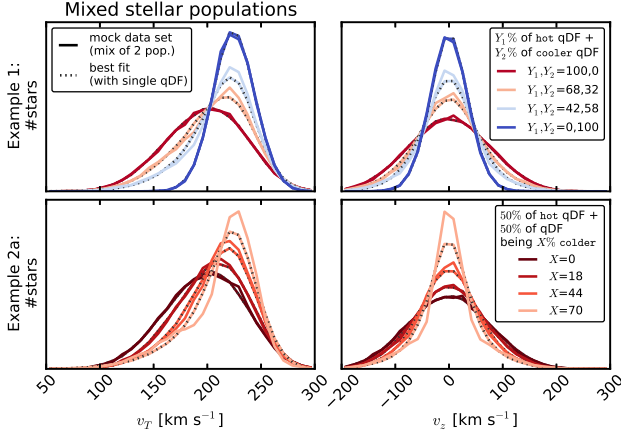 Mixed stellar populations
Example 1:
#stars
mock data set
(mix of 2 pop.)
best fit
(with single qDF)
Y₁% of hot qDF +
Y₂% of cooler qDF
Y₁,Y₂=100,0
Y₁,Y₂=68,32
Y₁,Y₂=42,58
Y₁,Y₂=0,100
Example 2a:
#stars
50% of hot qDF +
50% of qDF
being X% colder
X=0
X=18
X=44
X=70
50 100 150 200 250 300
−200 −100 0 100 200 300
v_T [km s⁻¹]
v_z [km s⁻¹]